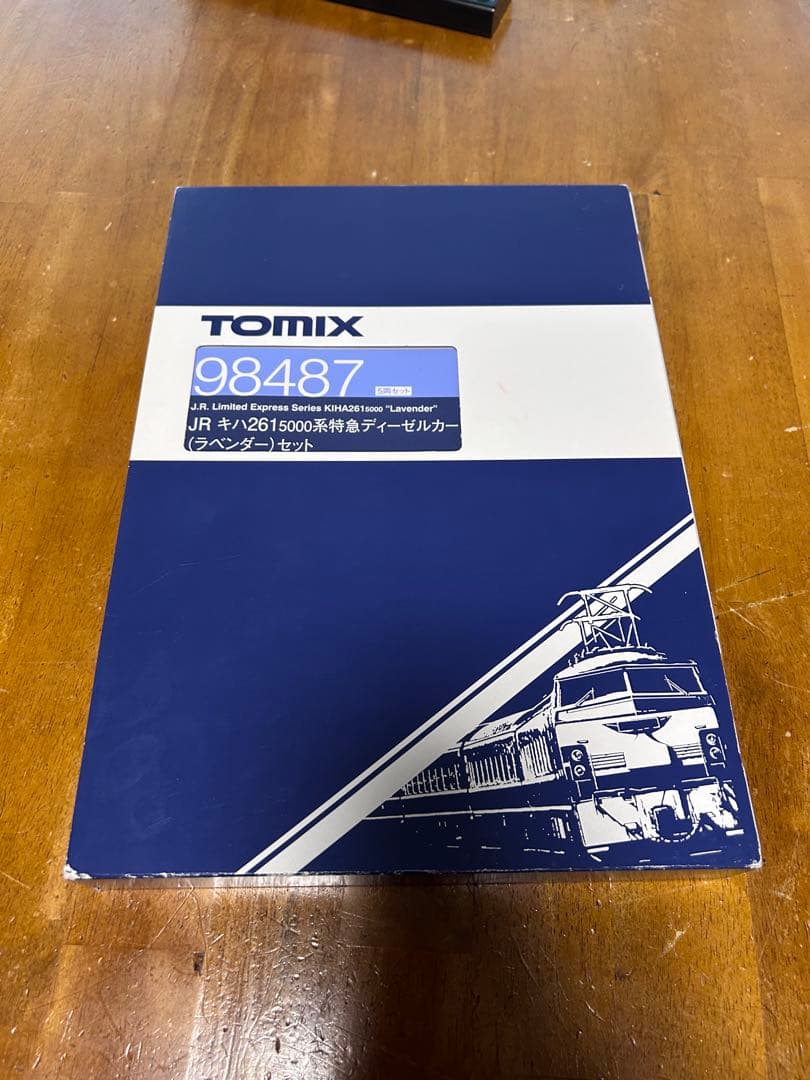 TOMIX
98487 5両セット
J.R. Limited Express Series KIHA2615000 "Lavender"
JR キハ2615000系特急ディーゼルカー
(ラベンダー)セット